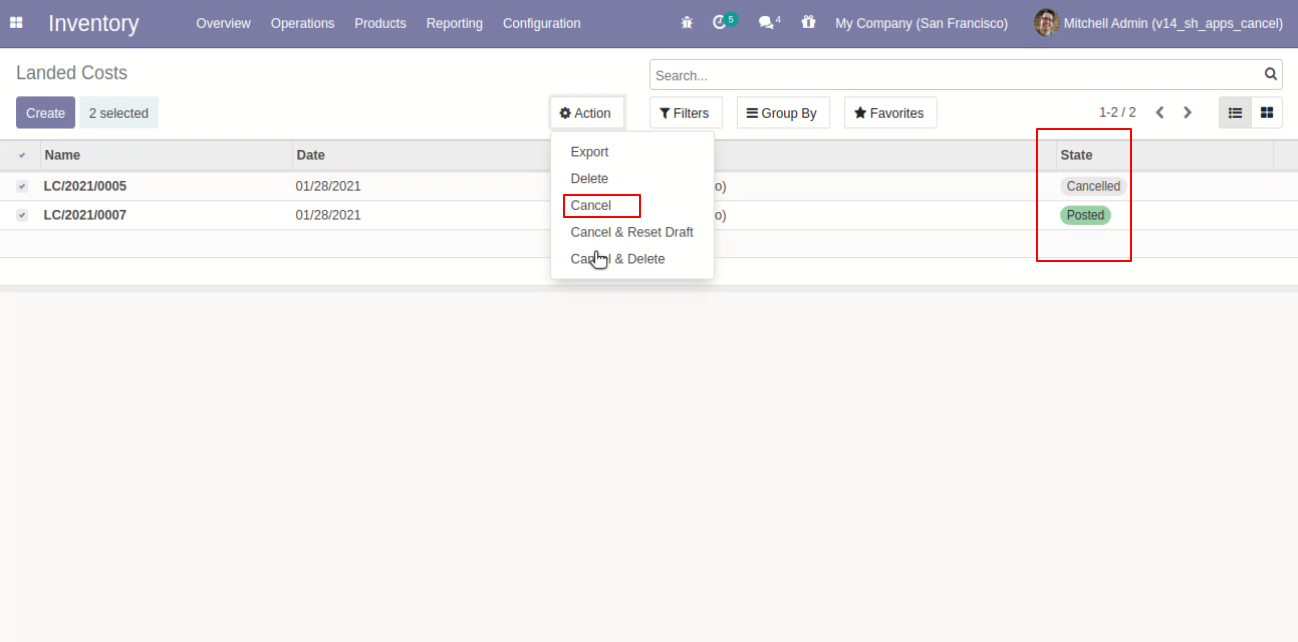 Inventory Overview Operations Products Reporting Configuration 5 4 My Company (San Francisco) Mitchell Admin (v14_sh_apps_cancel)
Landed Costs Search...
Create 2 selected Action Filters Group By Favorites 1-2 / 2
Name Date State
LC/2021/0005 01/28/2021 o) Cancelled
LC/2021/0007 01/28/2021 o) Posted
Export
Delete
Cancel
Cancel & Reset Draft
& Delete